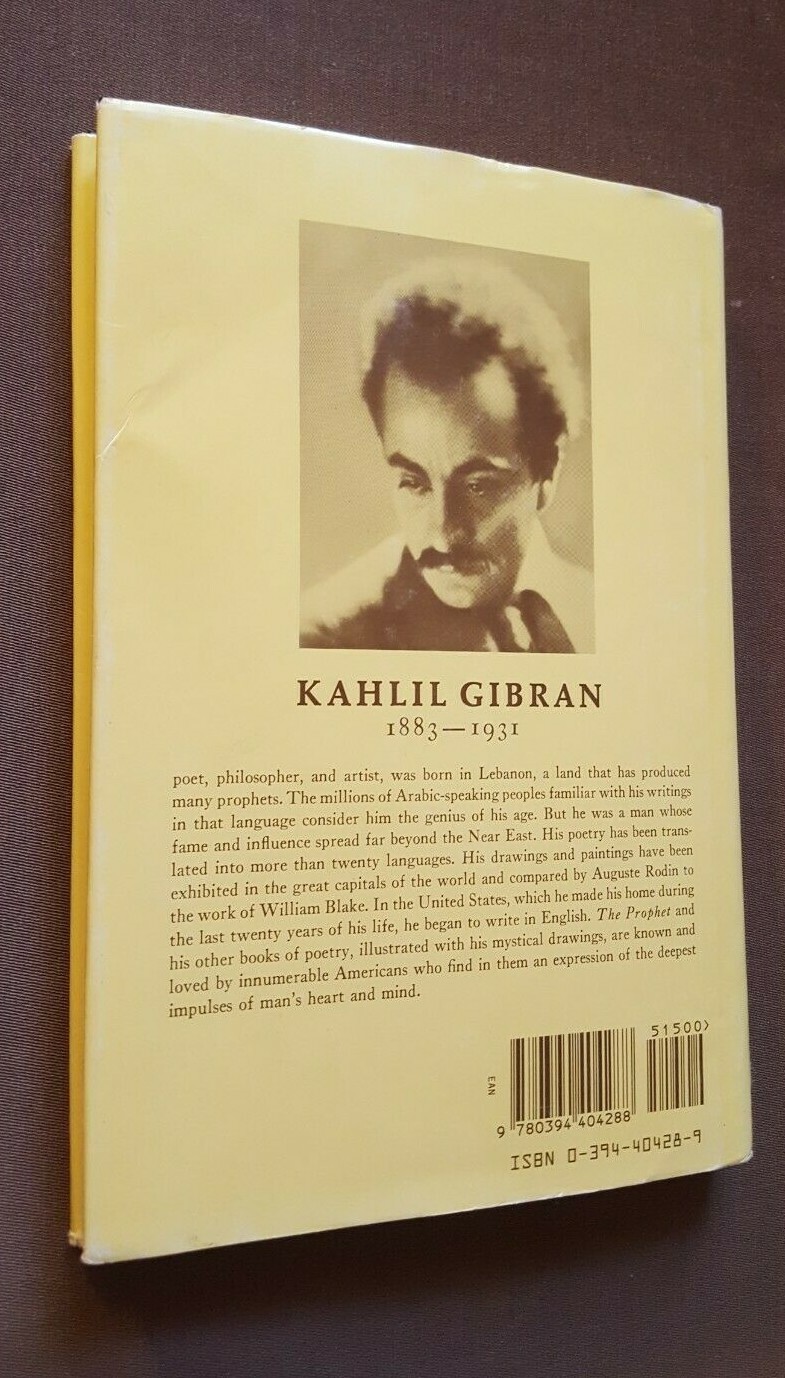 KAHLIL GIBRAN
1883—1931
poet, philosopher, and artist, was born in Lebanon, a land that has produced
many prophets. The millions of Arabic-speaking peoples familiar with his writings
in that language consider him the genius of his age. But he was a man whose
fame and influence spread far beyond the Near East. His poetry has been trans-
lated into more than twenty languages. His drawings and paintings have been
exhibited in the great capitals of the world and compared by Auguste Rodin to
the work of William Blake. In the United States, which he made his home during
the last twenty years of his life, he began to write in English. The Prophet and
his other books of poetry, illustrated with his mystical drawings, are known and
loved by innumerable Americans who find in them an expression of the deepest
impulses of man's heart and mind.
51500>
EAN
9 780394 404288
ISBN 0-394-40428-9